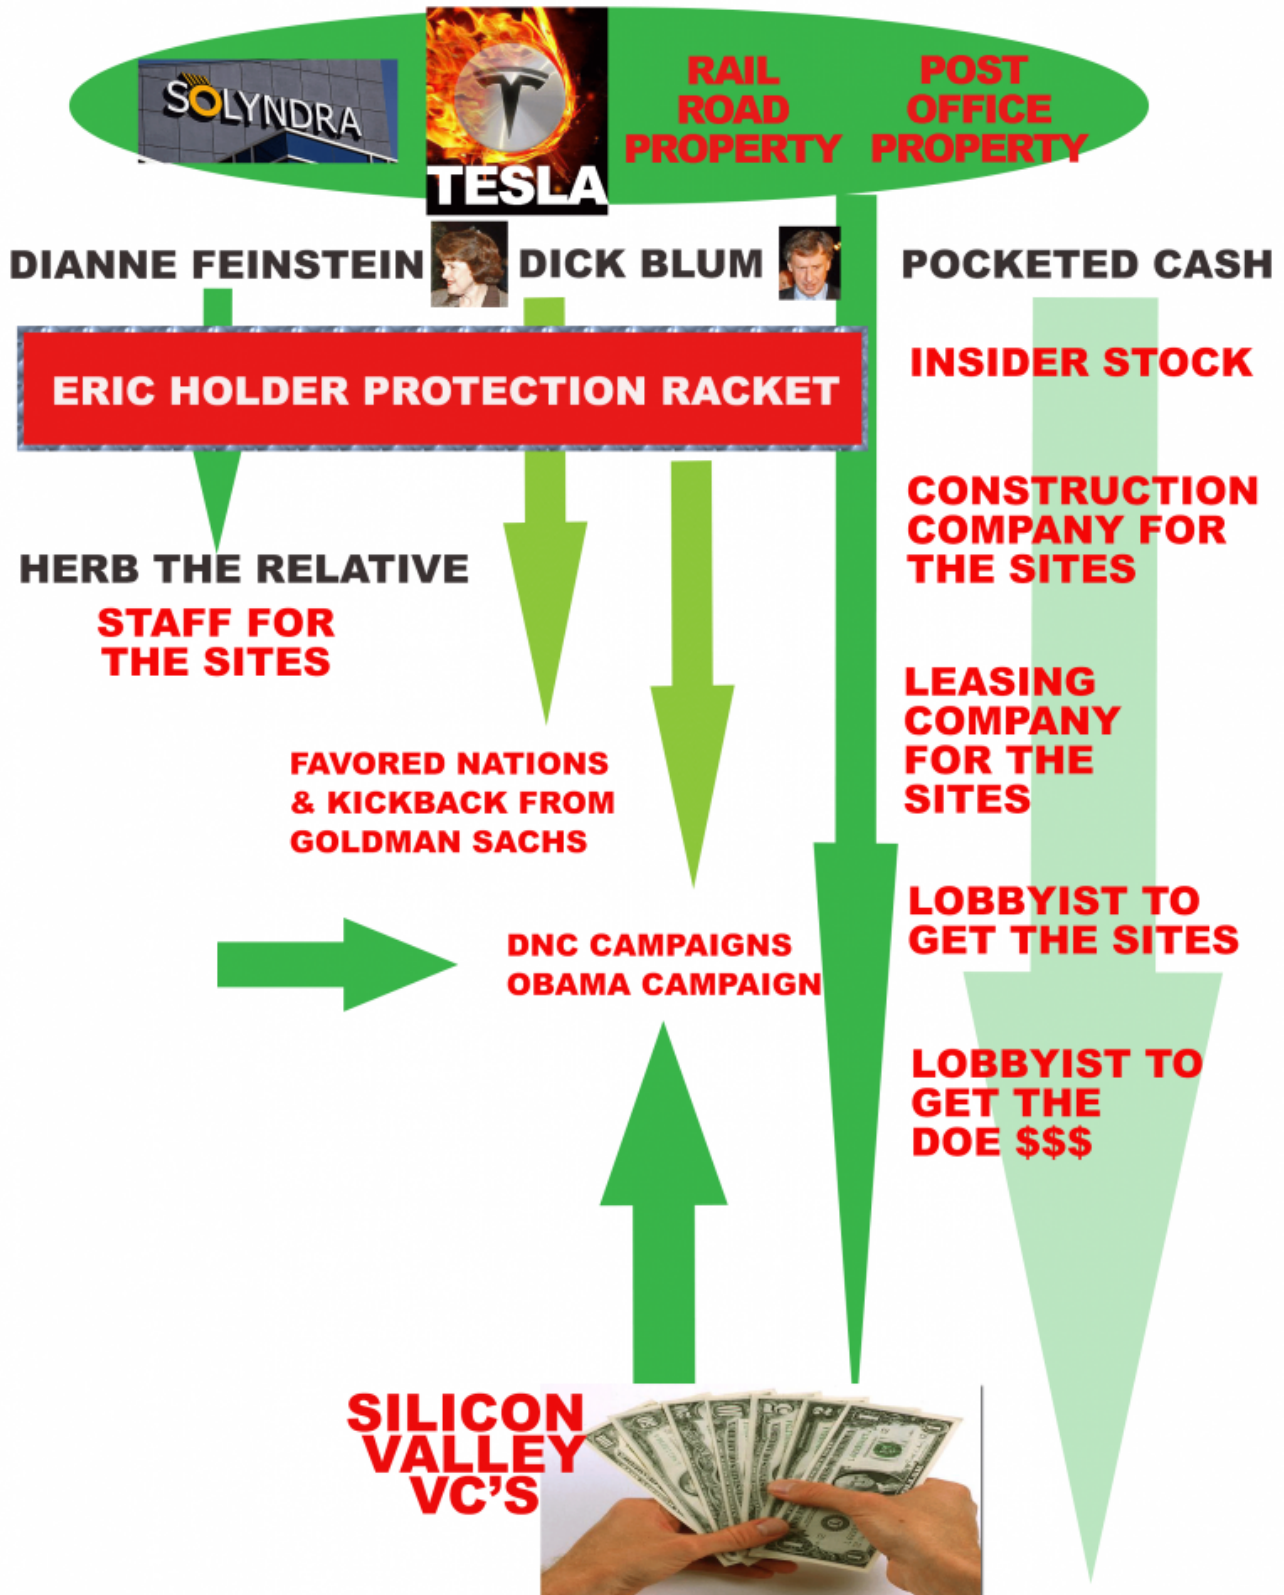 SOLYNDRA
TESLA
RAIL
ROAD
PROPERTY
POST
OFFICE
PROPERTY
DIANNE FEINSTEIN
DICK BLUM
POCKETED CASH
ERIC HOLDER PROTECTION RACKET
INSIDER STOCK
CONSTRUCTION
COMPANY FOR
THE SITES
HERB THE RELATIVE
STAFF FOR
THE SITES
LEASING
COMPANY
FOR THE
SITES
FAVORED NATIONS
& KICKBACK FROM
GOLDMAN SACHS
LOBBYIST TO
GET THE SITES
DNC CAMPAIGNS
OBAMA CAMPAIGN
LOBBYIST TO
GET THE
DOE $$$
SILICON
VALLEY
VC'S